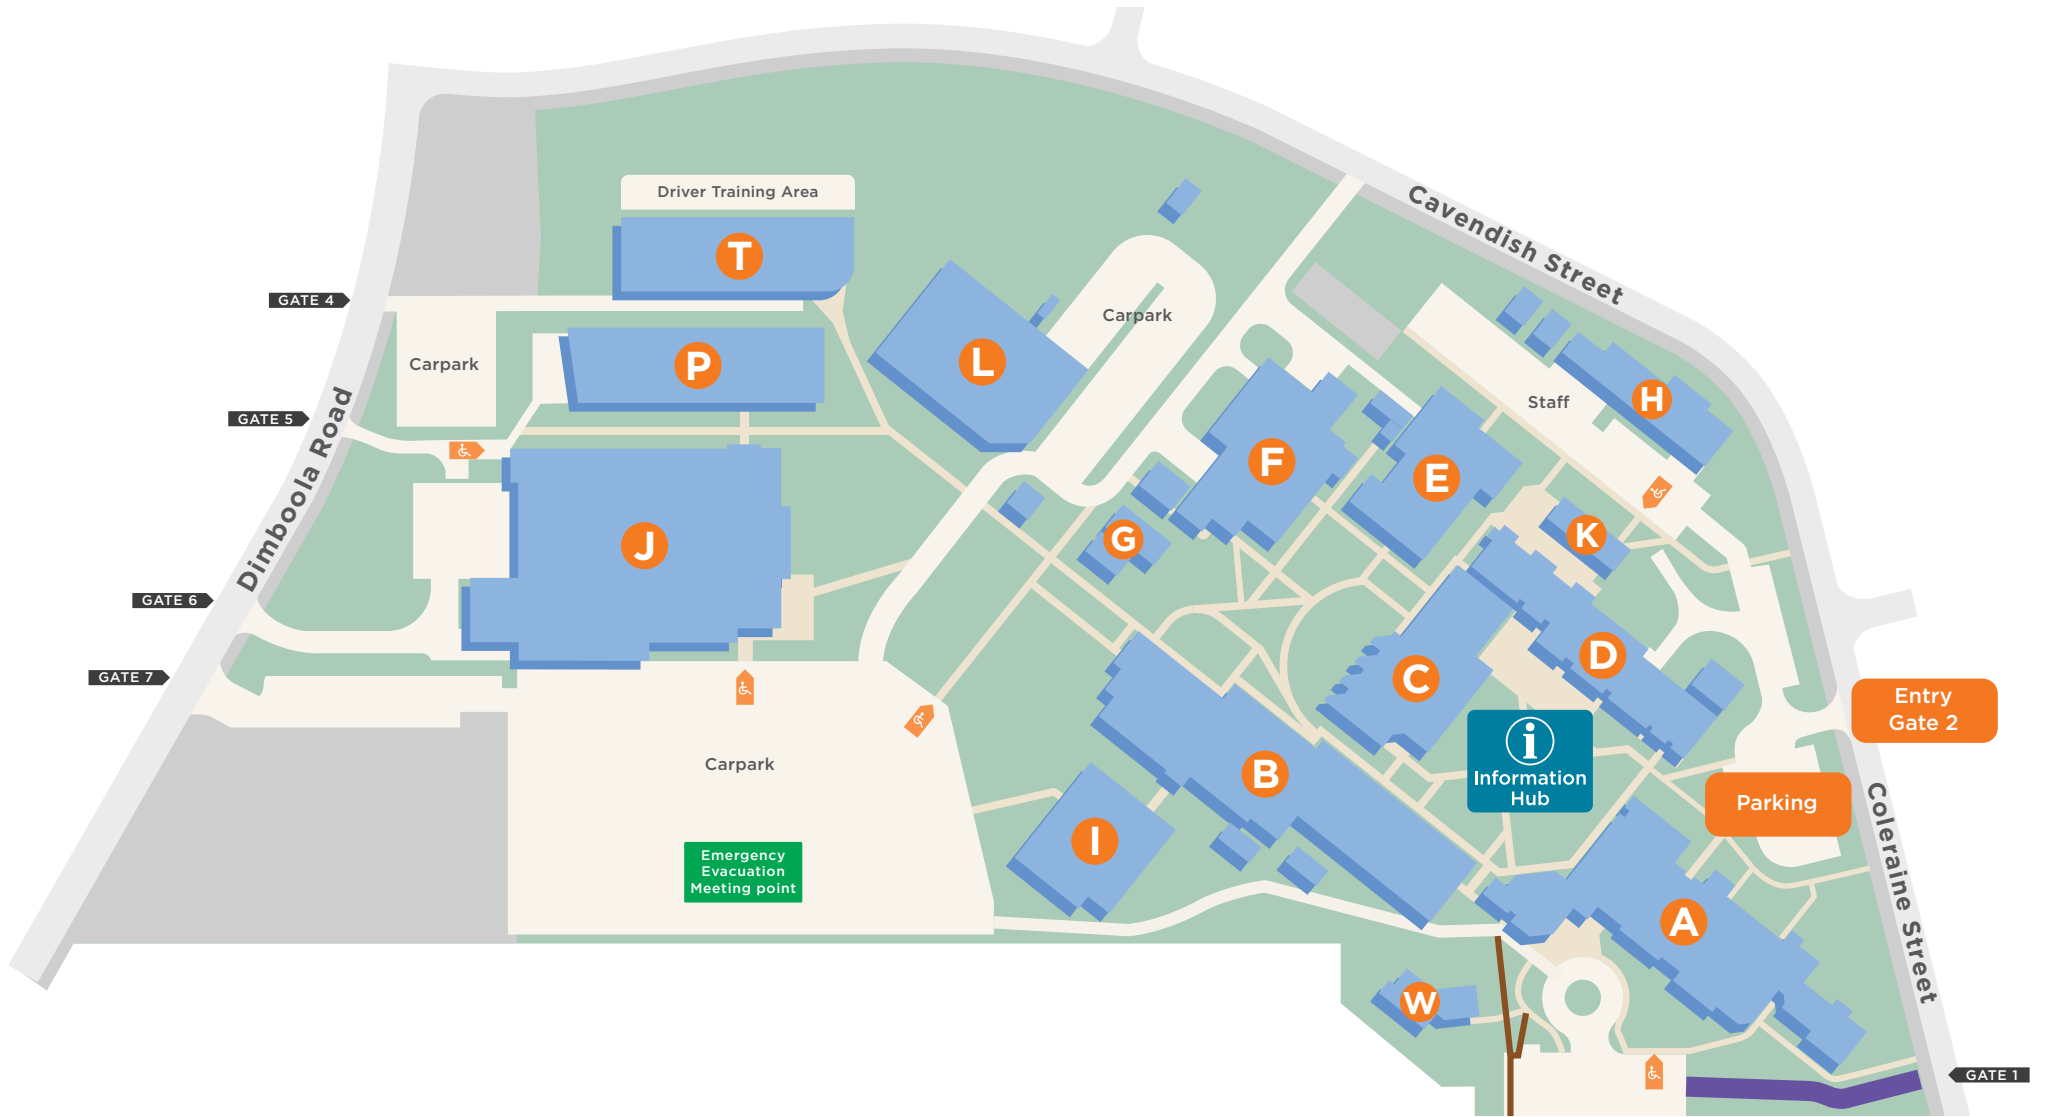 Driver Training Area
T
Cavendish Street
GATE 4
Carpark
P
L
Carpark
Staff
H
GATE 5
Dimboola Road
F
E
J
G
K
GATE 6
D
GATE 7
C
Entry
Gate 2
Information
Hub
Carpark
B
Parking
Coleraine Street
I
Emergency
Evacuation
Meeting point
A
W
GATE 1